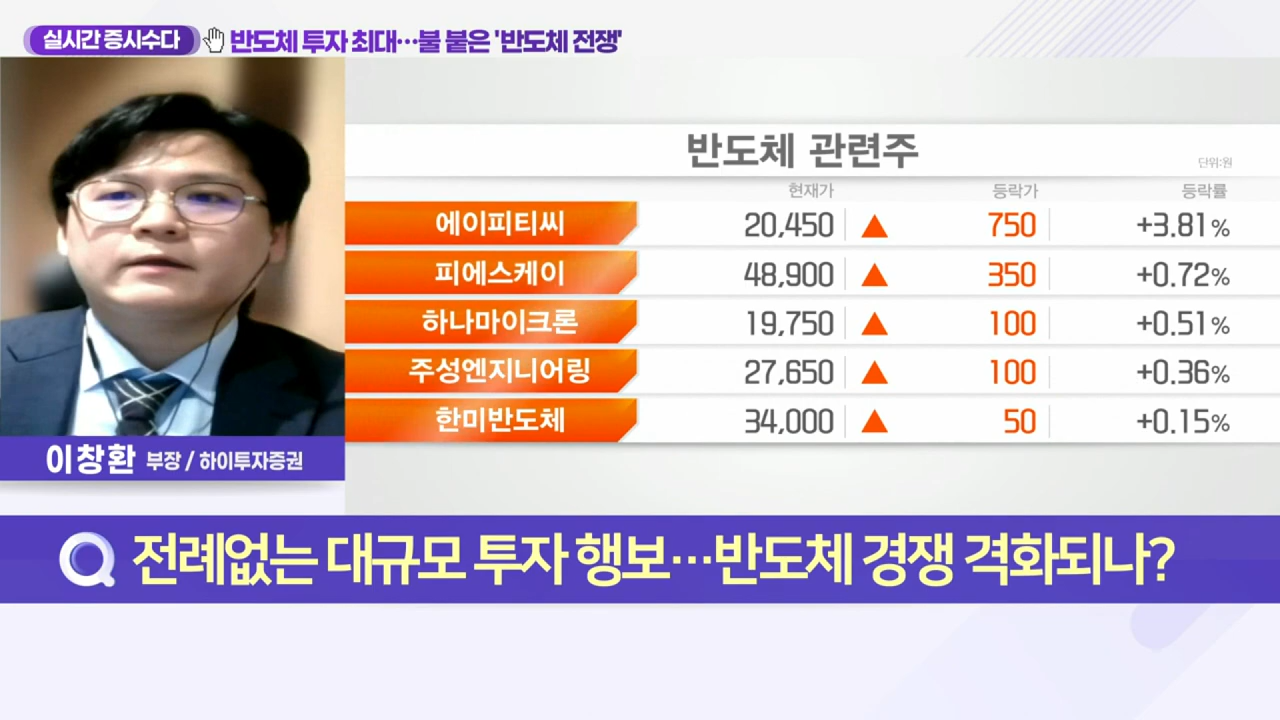 실시간 증시수다 반도체 투자 최대…불 붙은 '반도체 전쟁'
반도체 관련주
단위:원
현재가 등락가 등락률
에이피티씨 20,450 ▲ 750 +3.81%
피에스케이 48,900 ▲ 350 +0.72%
하나마이크론 19,750 ▲ 100 +0.51%
주성엔지니어링 27,650 ▲ 100 +0.36%
한미반도체 34,000 ▲ 50 +0.15%
이창환 부장 / 하이투자증권
Q 전례없는 대규모 투자 행보…반도체 경쟁 격화되나?